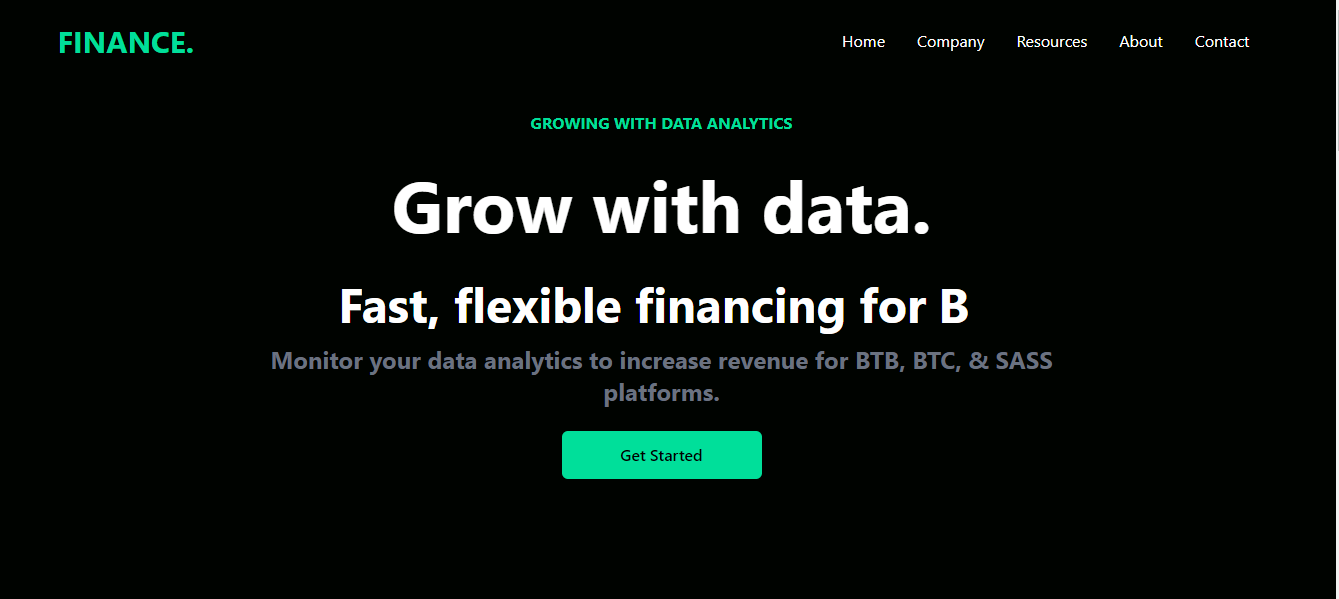 FINANCE.
Home Company Resources About Contact
GROWING WITH DATA ANALYTICS
Grow with data.
Fast, flexible financing for B
Monitor your data analytics to increase revenue for BTB, BTC, & SASS
platforms.
Get Started